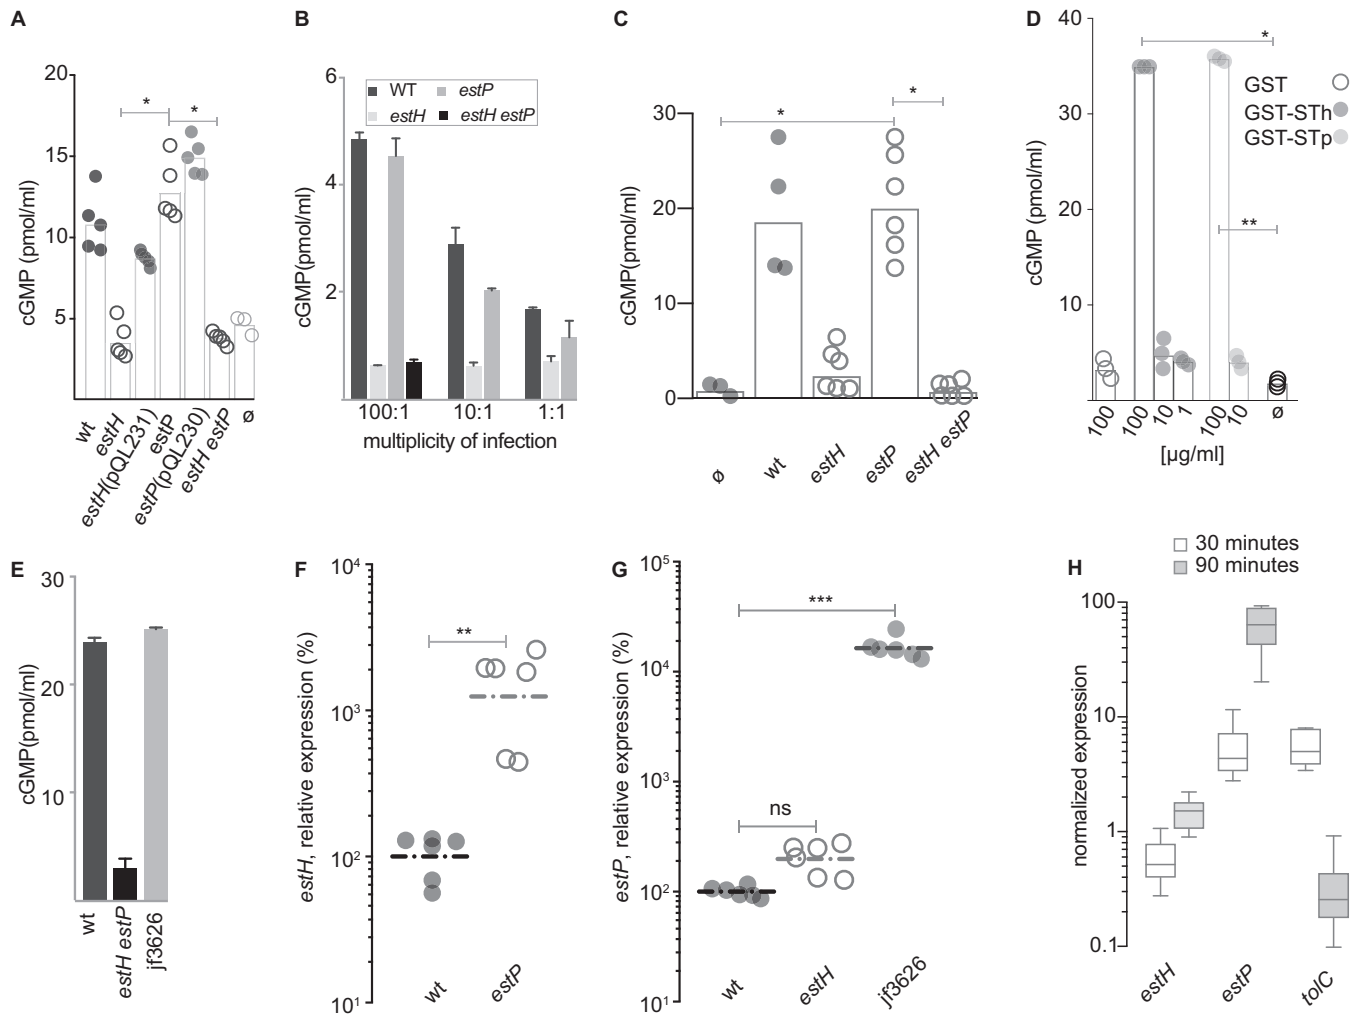 A
cGMP (pmol/ml)
20
15
10
5
*
*
wt
estH
estH(pQL231)
estP
estP(pQL230)
estH estP
ø
B
cGMP(pmol/ml)
6
4
2
WT
estP
estH
estH estP
100:1
10:1
1:1
multiplicity of infection
C
cGMP(pmol/ml)
30
20
10
0
*
*
ø
wt
estH
estP
estH estP
D
cGMP (pmol/ml)
40
30
20
10
*
**
GST
GST-STh
GST-STp
100
100
10
1
100
10
ø
[µg/ml]
E
cGMP(pmol/ml)
30
20
10
wt
estH estP
jf3626
F
estH, relative expression (%)
10⁴
10³
10²
10¹
**
wt
estP
G
estP, relative expression (%)
10⁵
10⁴
10³
10²
10¹
***
ns
wt
estH
jf3626
H
30 minutes
90 minutes
normalized expression
100
10
1
0.1
estH
estP
tolC